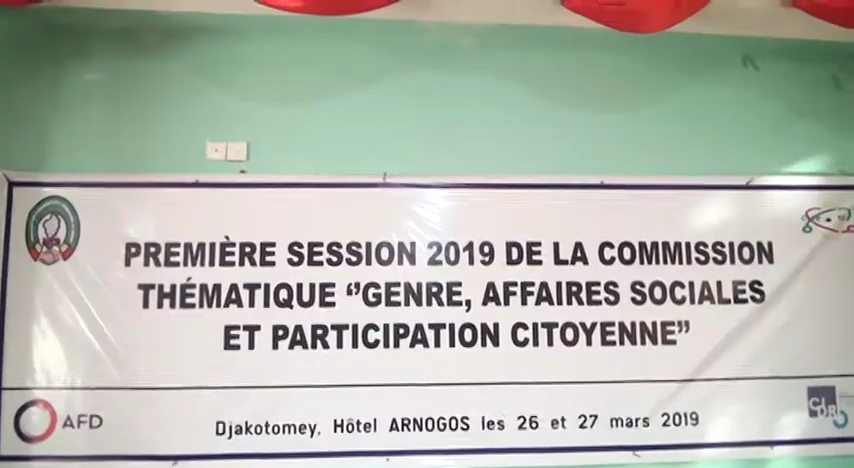 PREMIÈRE SESSION 2019 DE LA COMMISSION
THÉMATIQUE ‘’GENRE, AFFAIRES SOCIALES
ET PARTICIPATION CITOYENNE’’
AFD
Djakotomey, Hôtel ARNOGOS les 26 et 27 mars 2019
CIDR